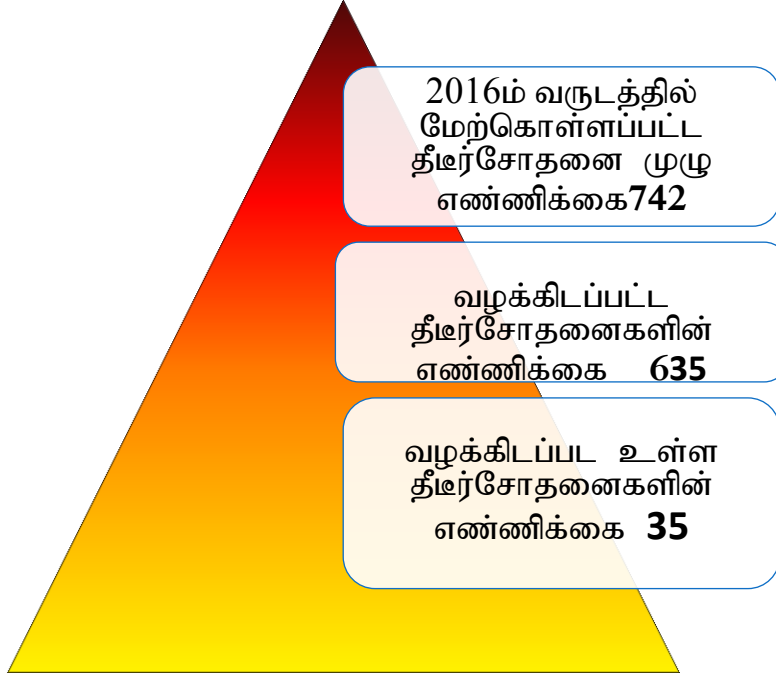 2016ம் வருடத்தில்
மேற்கொள்ளப்பட்ட
தீடீர்சோதனை முழு
எண்ணிக்கை742
வழக்கிடப்பட்ட
தீடீர்சோதனைகளின்
எண்ணிக்கை 635
வழக்கிடப்பட உள்ள
தீடீர்சோதனைகளின்
எண்ணிக்கை 35